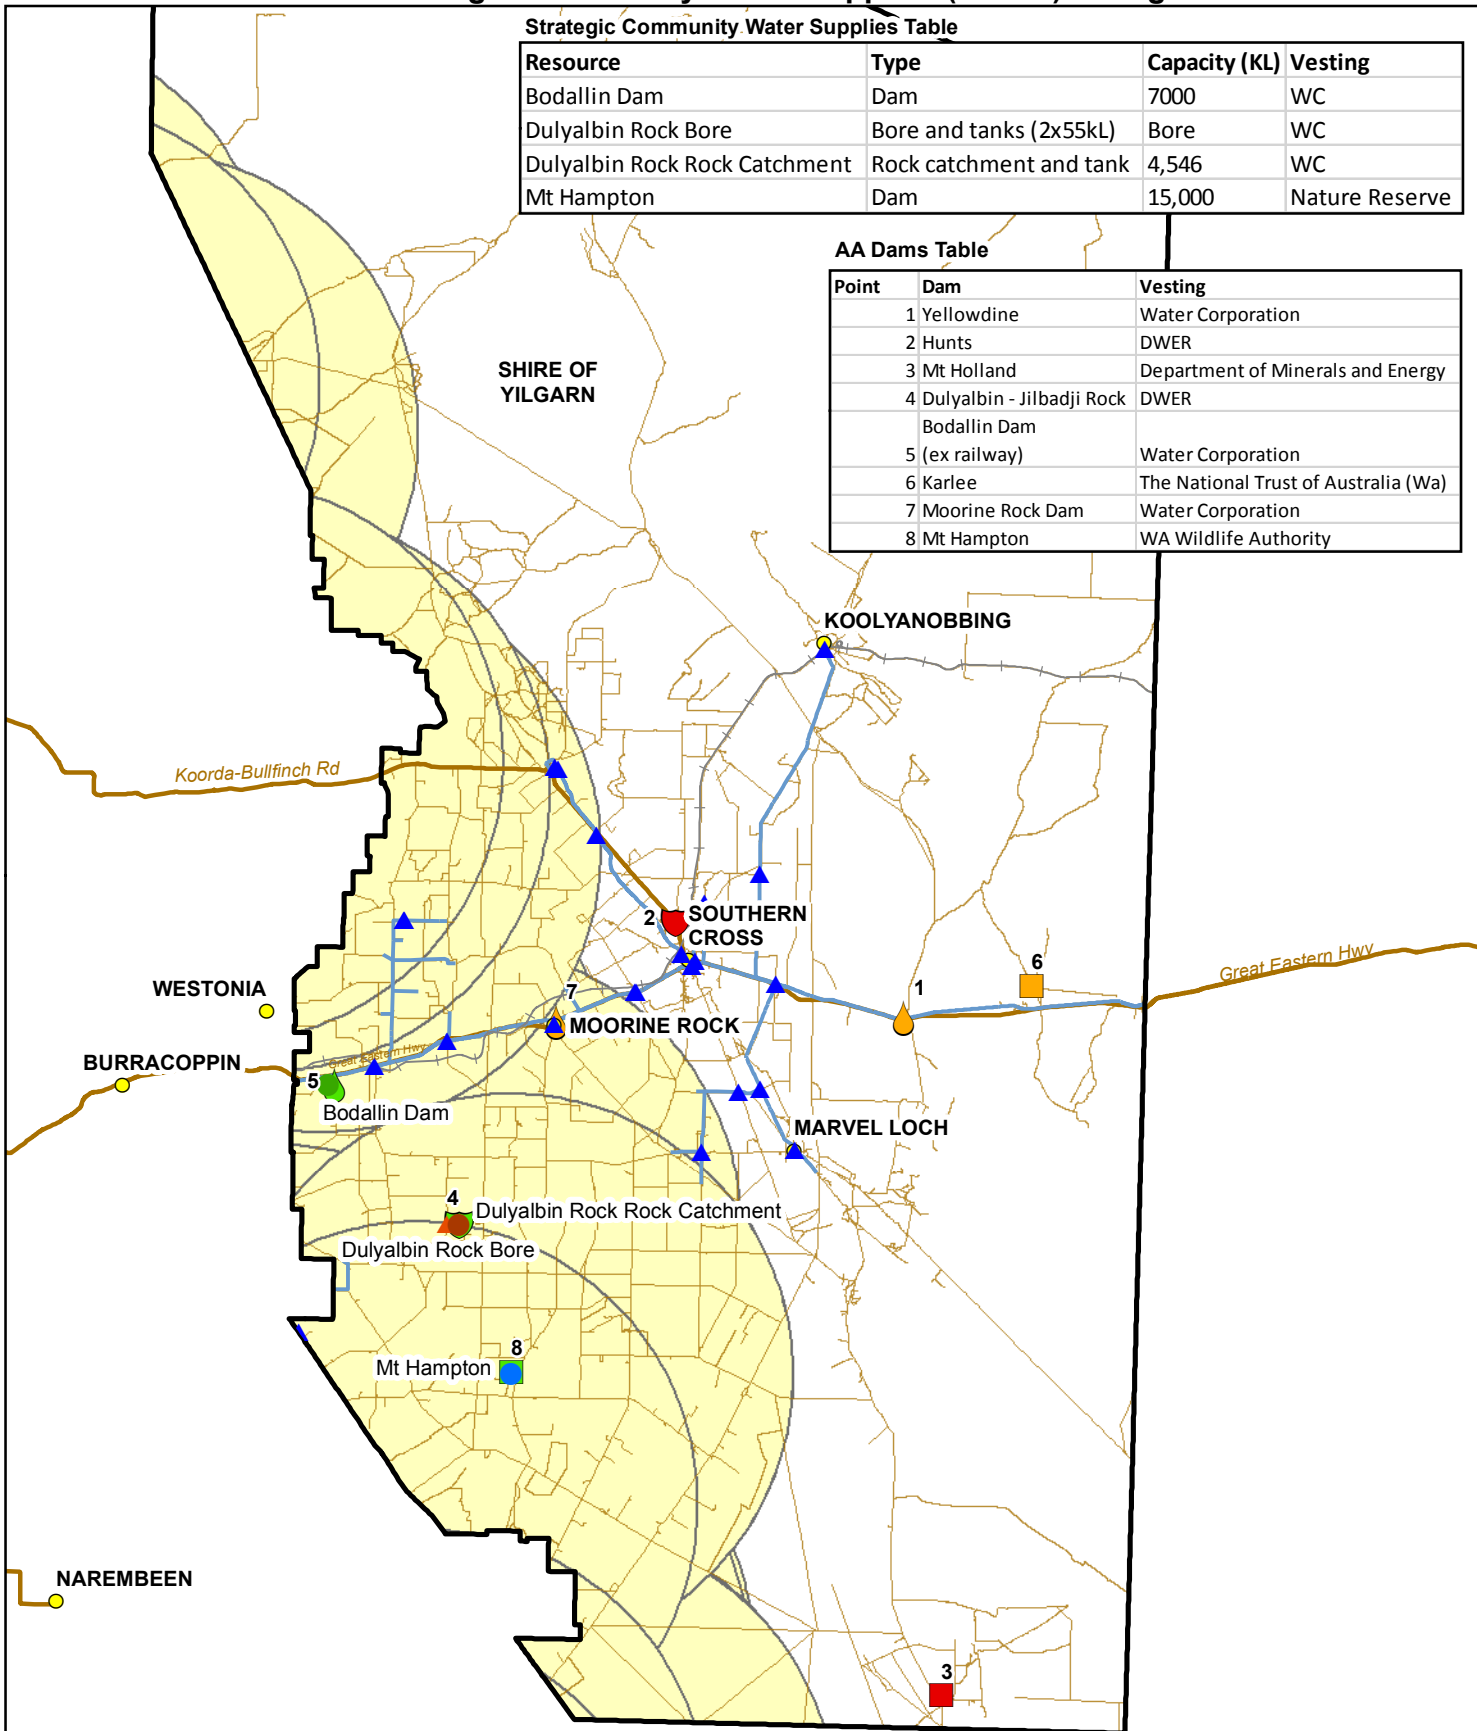 Strategic Community Water Supplies Table
Resource Type Capacity (KL) Vesting
Bodallin Dam Dam 7000 WC
Dulyalbin Rock Bore Bore and tanks (2x55kL) Bore WC
Dulyalbin Rock Rock Catchment Rock catchment and tank 4,546 WC
Mt Hampton Dam 15,000 Nature Reserve
AA Dams Table
Point Dam Vesting
1 Yellowdine Water Corporation
2 Hunts DWER
3 Mt Holland Department of Minerals and Energy
4 Dulyalbin - Jilbadji Rock DWER
Bodallin Dam
5 (ex railway) Water Corporation
6 Karlee The National Trust of Australia (Wa)
7 Moorine Rock Dam Water Corporation
8 Mt Hampton WA Wildlife Authority
SHIRE OF
YILGARN
KOOLYANOBBING
Koorda-Bullfinch Rd
2 SOUTHERN
CROSS
6
Great Eastern Hwy
WESTONIA
7
1
MOORINE ROCK
Great Eastern Hwy
BURRACOPPIN
5
Bodallin Dam
MARVEL LOCH
4
Dulyalbin Rock Rock Catchment
Dulyalbin Rock Bore
8
Mt Hampton
NAREMBEEN
3